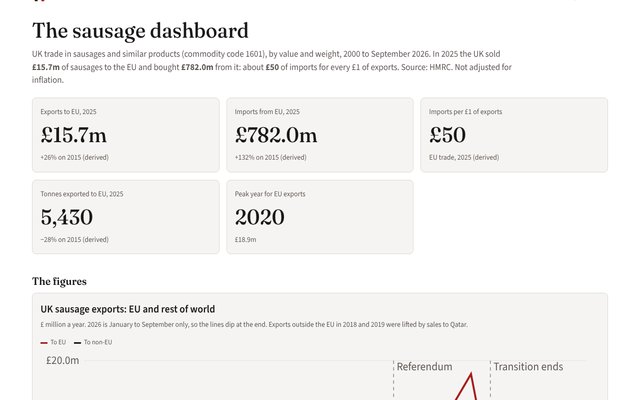 The sausage dashboard
UK trade in sausages and similar products (commodity code 1601), by value and weight, 2000 to September 2026. In 2025 the UK sold
£15.7m of sausages to the EU and bought £782.0m from it: about £50 of imports for every £1 of exports. Source: HMRC. Not adjusted for
inflation.
Exports to EU, 2025
£15.7m
+26% on 2015 (derived)
Imports from EU, 2025
£782.0m
+132% on 2015 (derived)
Imports per £1 of exports
£50
EU trade, 2025 (derived)
Tonnes exported to EU, 2025
5,430
−28% on 2015 (derived)
Peak year for EU exports
2020
£18.9m
The figures
UK sausage exports: EU and rest of world
£ million a year. 2026 is January to September only, so the lines dip at the end. Exports outside the EU in 2018 and 2019 were lifted by sales to Qatar.
To EU
To non-EU
£20.0m
Referendum
Transition ends